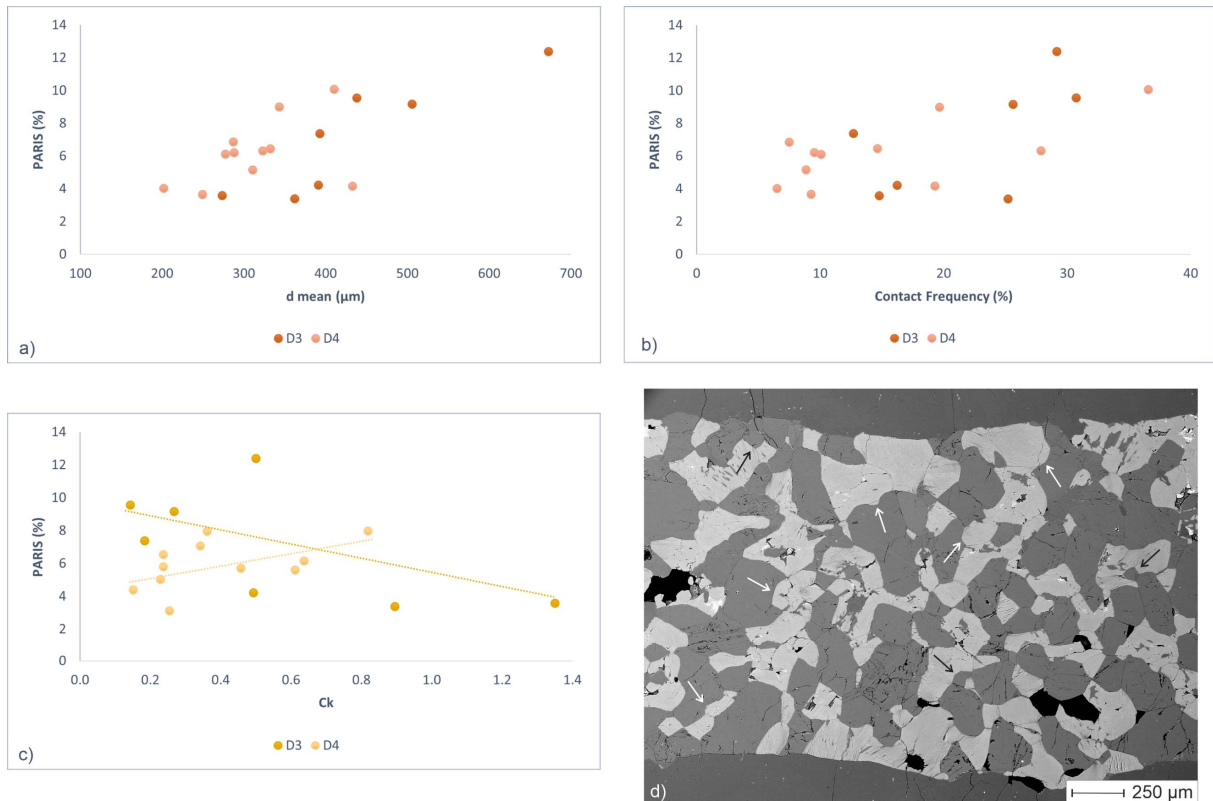 14
12
10
8
6
4
2
0
PARIS (%)
100 200 300 400 500 600 700
d mean (µm)
D3 D4
a)
14
12
10
8
6
4
2
0
PARIS (%)
0 10 20 30 40
Contact Frequency (%)
D3 D4
b)
14
12
10
8
6
4
2
0
PARIS (%)
0.0 0.2 0.4 0.6 0.8 1.0 1.2 1.4
Ck
D3 D4
c)
d)
250 µm